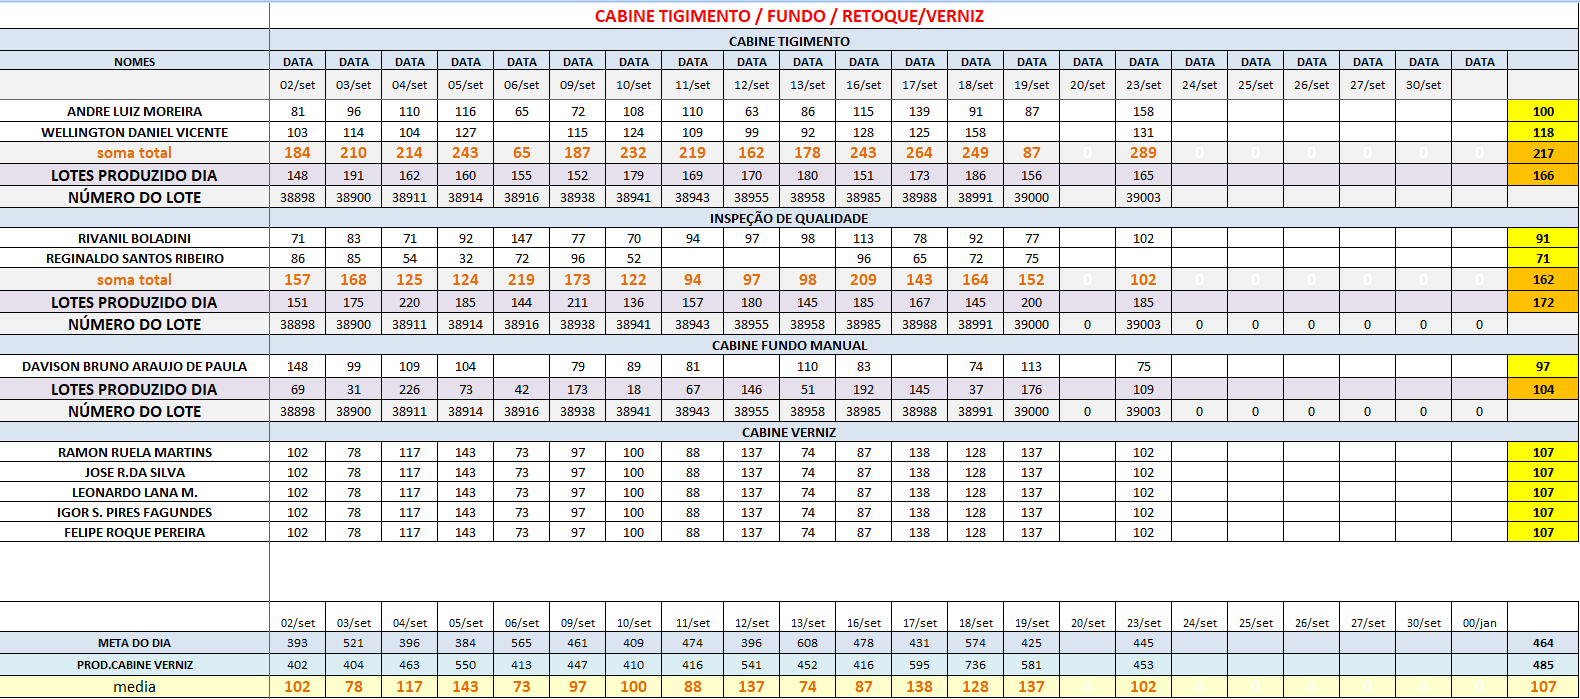 CABINE TIGIMENTO / FUNDO / RETOQUE/VERNIZ
CABINE TIGIMENTO
NOMES DATA DATA DATA DATA DATA DATA DATA DATA DATA DATA DATA DATA DATA DATA DATA DATA DATA DATA DATA DATA DATA DATA
02/set 03/set 04/set 05/set 06/set 09/set 10/set 11/set 12/set 13/set 16/set 17/set 18/set 19/set 20/set 23/set 24/set 25/set 26/set 27/set 30/set
ANDRE LUIZ MOREIRA 81 96 110 116 65 72 108 110 63 86 115 139 91 87 158 100
WELLINGTON DANIEL VICENTE 103 114 104 127 115 124 109 99 92 128 125 158 131 118
soma total 184 210 214 243 65 187 232 219 162 178 243 264 249 87 0 289 0 0 0 0 0 0 217
LOTES PRODUZIDO DIA 148 191 162 160 155 152 179 169 170 180 151 173 186 156 165 166
NÚMERO DO LOTE 38898 38900 38911 38914 38916 38938 38941 38943 38955 38958 38985 38988 38991 39000 39003
INSPEÇÃO DE QUALIDADE
RIVANIL BOLADINI 71 83 71 92 147 77 70 94 97 98 113 78 92 77 102 91
REGINALDO SANTOS RIBEIRO 86 85 54 32 72 96 52 96 65 72 75 71
soma total 157 168 125 124 219 173 122 94 97 98 209 143 164 152 0 102 0 0 0 0 0 0 162
LOTES PRODUZIDO DIA 151 175 220 185 144 211 136 157 180 145 185 167 145 200 185 172
NÚMERO DO LOTE 38898 38900 38911 38914 38916 38938 38941 38943 38955 38958 38985 38988 38991 39000 0 39003 0 0 0 0 0 0
CABINE FUNDO MANUAL
DAVISON BRUNO ARAUJO DE PAULA 148 99 109 104 79 89 81 110 83 74 113 75 97
LOTES PRODUZIDO DIA 69 31 226 73 42 173 18 67 146 51 192 145 37 176 109 104
NÚMERO DO LOTE 38898 38900 38911 38914 38916 38938 38941 38943 38955 38958 38985 38988 38991 39000 0 39003 0 0 0 0 0 0
CABINE VERNIZ
RAMON RUELA MARTINS 102 78 117 143 73 97 100 88 137 74 87 138 128 137 102 107
JOSE R.DA SILVA 102 78 117 143 73 97 100 88 137 74 87 138 128 137 102 107
LEONARDO LANA M. 102 78 117 143 73 97 100 88 137 74 87 138 128 137 102 107
IGOR S. PIRES FAGUNDES 102 78 117 143 73 97 100 88 137 74 87 138 128 137 102 107
FELIPE ROQUE PEREIRA 102 78 117 143 73 97 100 88 137 74 87 138 128 137 102 107
02/set 03/set 04/set 05/set 06/set 09/set 10/set 11/set 12/set 13/set 16/set 17/set 18/set 19/set 20/set 23/set 24/set 25/set 26/set 27/set 30/set 00/jan
META DO DIA 393 521 396 384 565 461 409 474 396 608 478 431 574 425 445 464
PROD.CABINE VERNIZ 402 404 463 550 413 447 410 416 541 452 416 595 736 581 453 485
media 102 78 117 143 73 97 100 88 137 74 87 138 128 137 0 102 0 0 0 0 0 0 107